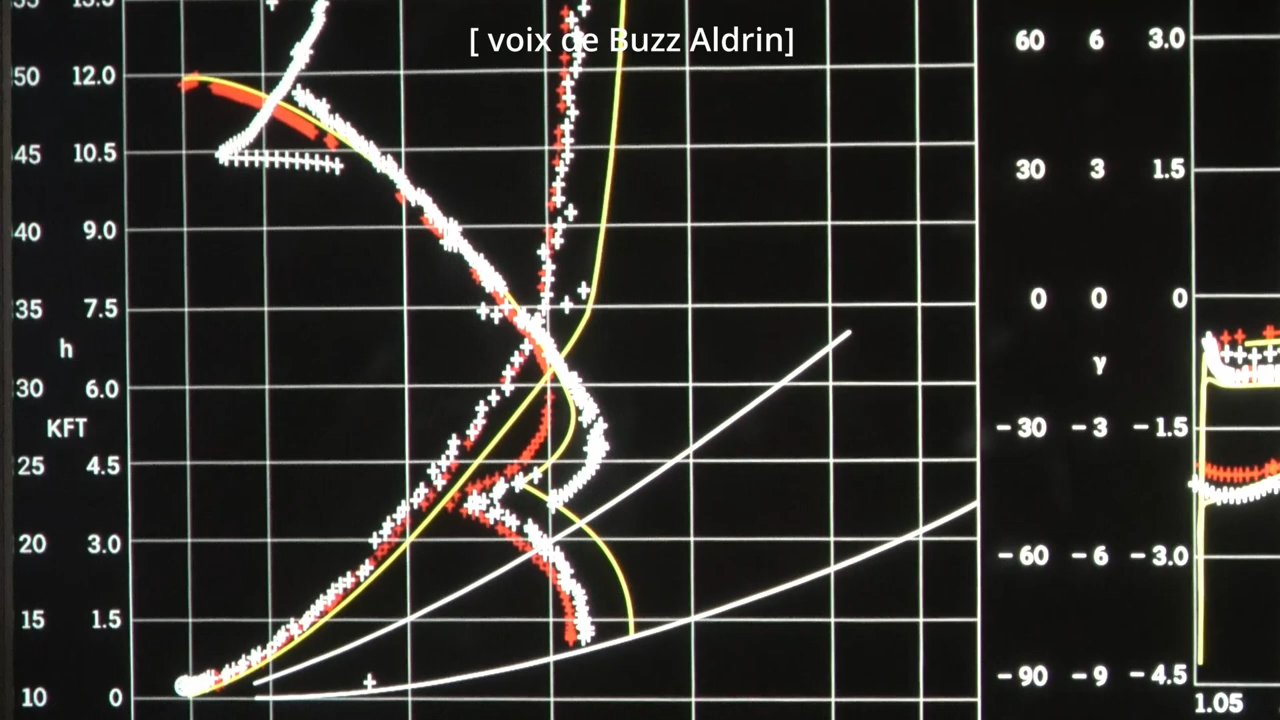 [ voix de Buzz Aldrin]
60 6 3.0
50 12.0
30 3 1.5
45 10.5
40 9.0
0 0 0
35 7.5
h
γ
30 6.0
KFT
- 30 - 3 - 1.5
25 4.5
20 3.0
- 60 - 6 - 3.0
15 1.5
- 90 - 9 - 4.5
10 0
1.05